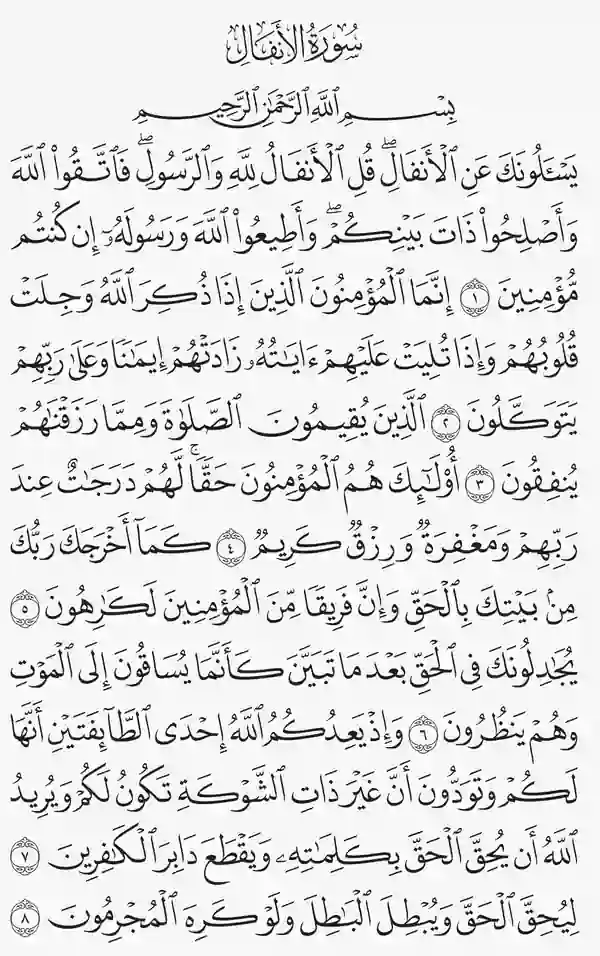 سُورَةُ الأَنفَالِ
بِسْمِ اللَّهِ الرَّحْمَٰنِ الرَّحِيمِ
يَسْـَٔلُونَكَ عَنِ ٱلْأَنفَالِ ۖ قُلِ ٱلْأَنفَالُ لِلَّهِ وَٱلرَّسُولِ ۖ فَٱتَّقُوا۟ ٱللَّهَ
وَأَصْلِحُوا۟ ذَاتَ بَيْنِكُمْ ۖ وَأَطِيعُوا۟ ٱللَّهَ وَرَسُولَهُۥٓ إِن كُنتُم
مُّؤْمِنِينَ ١ إِنَّمَا ٱلْمُؤْمِنُونَ ٱلَّذِينَ إِذَا ذُكِرَ ٱللَّهُ وَجِلَتْ
قُلُوبُهُمْ وَإِذَا تُلِيَتْ عَلَيْهِمْ ءَايَٰتُهُۥ زَادَتْهُمْ إِيمَٰنًا وَعَلَىٰ رَبِّهِمْ
يَتَوَكَّلُونَ ٢ ٱلَّذِينَ يُقِيمُونَ ٱلصَّلَوٰةَ وَمِمَّا رَزَقْنَٰهُمْ
يُنفِقُونَ ٣ أُو۟لَٰٓئِكَ هُمُ ٱلْمُؤْمِنُونَ حَقًّا ۚ لَّهُمْ دَرَجَٰتٌ عِندَ
رَبِّهِمْ وَمَغْفِرَةٌ وَرِزْقٌ كَرِيمٌ ٤ كَمَآ أَخْرَجَكَ رَبُّكَ
مِنۢ بَيْتِكَ بِٱلْحَقِّ وَإِنَّ فَرِيقًا مِّنَ ٱلْمُؤْمِنِينَ لَكَٰرِهُونَ ٥
يُجَٰدِلُونَكَ فِى ٱلْحَقِّ بَعْدَ مَا تَبَيَّنَ كَأَنَّمَا يُسَاقُونَ إِلَى ٱلْمَوْتِ
وَهُمْ يَنظُرُونَ ٦ وَإِذْ يَعِدُكُمُ ٱللَّهُ إِحْدَى ٱلطَّآئِفَتَيْنِ أَنَّهَا
لَكُمْ وَتَوَدُّونَ أَنَّ غَيْرَ ذَاتِ ٱلشَّوْكَةِ تَكُونُ لَكُمْ وَيُرِيدُ
ٱللَّهُ أَن يُحِقَّ ٱلْحَقَّ بِكَلِمَٰتِهِۦ وَيَقْطَعَ دَابِرَ ٱلْكَٰفِرِينَ ٧
لِيُحِقَّ ٱلْحَقَّ وَيُبْطِلَ ٱلْبَٰطِلَ وَلَوْ كَرِهَ ٱلْمُجْرِمُونَ ٨